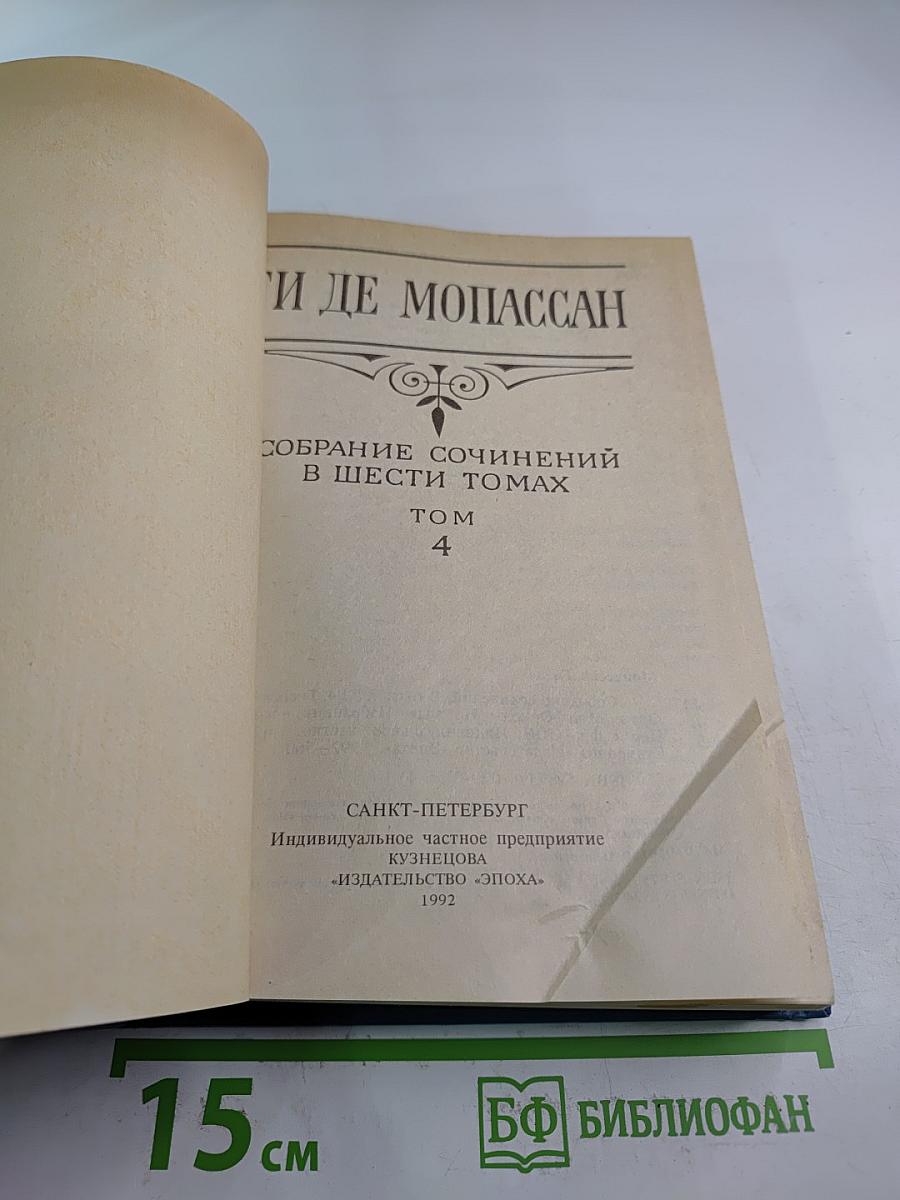 ГИ ДЕ МОПАССАН
СОБРАНИЕ СОЧИНЕНИЙ
В ШЕСТИ ТОМАХ
ТОМ
4
САНКТ-ПЕТЕРБУРГ
Индивидуальное частное предприятие
КУЗНЕЦОВА
«ИЗДАТЕЛЬСТВО «ЭПОХА»
1992
15 см
БФ БИБЛИОФАН